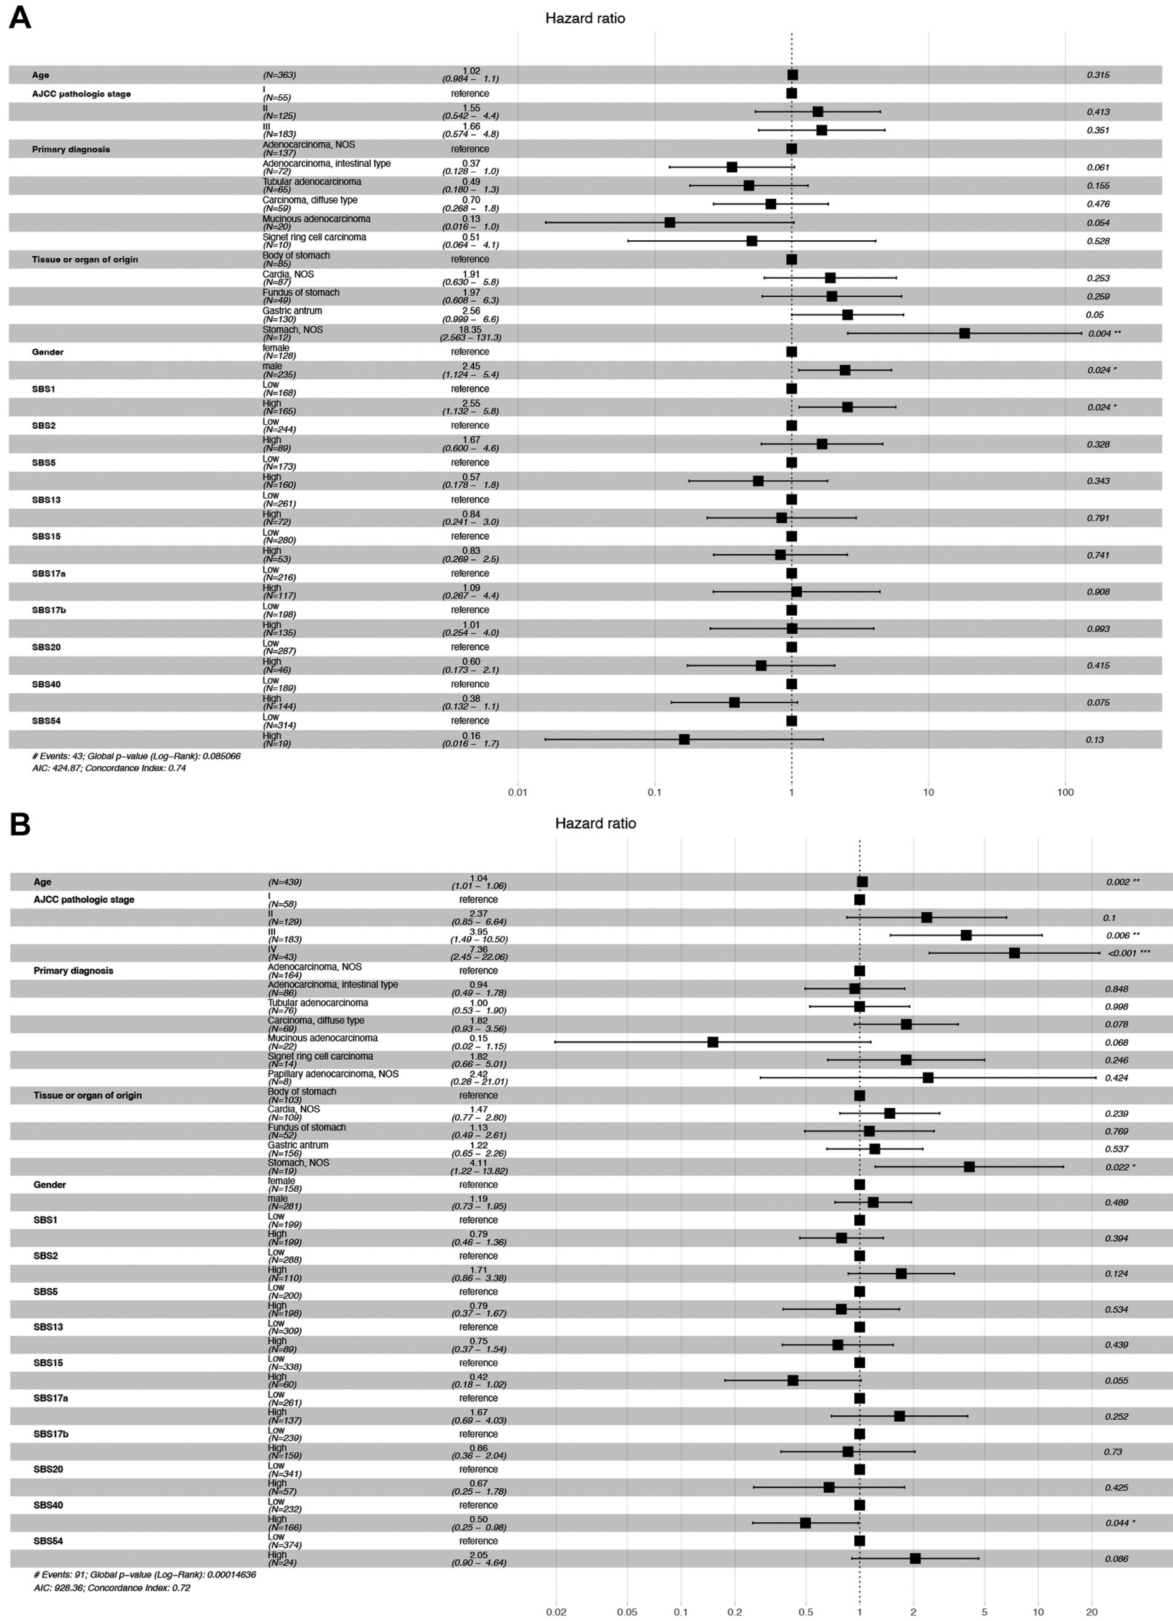 A
Hazard ratio
Age (N=363) 1.02 (0.984 – 1.1) 0.315
AJCC pathologic stage I (N=55) reference
II (N=125) 1.55 (0.542 – 4.4) 0.413
III (N=183) 1.66 (0.574 – 4.8) 0.351
Primary diagnosis Adenocarcinoma, NOS (N=137) reference
Adenocarcinoma, intestinal type (N=72) 0.37 (0.128 – 1.0) 0.061
Tubular adenocarcinoma (N=65) 0.49 (0.180 – 1.3) 0.155
Carcinoma, diffuse type (N=59) 0.70 (0.268 – 1.8) 0.476
Mucinous adenocarcinoma (N=20) 0.13 (0.016 – 1.0) 0.054
Signet ring cell carcinoma (N=10) 0.51 (0.064 – 4.1) 0.528
Tissue or organ of origin Body of stomach (N=85) reference
Cardia, NOS (N=87) 1.91 (0.630 – 5.8) 0.253
Fundus of stomach (N=49) 1.97 (0.608 – 6.3) 0.259
Gastric antrum (N=130) 2.56 (0.999 – 6.6) 0.05
Stomach, NOS (N=12) 18.35 (2.563 – 131.3) 0.004 **
Gender female (N=128) reference
male (N=235) 2.45 (1.124 – 5.4) 0.024 *
SBS1 Low (N=168) reference
High (N=165) 2.55 (1.132 – 5.8) 0.024 *
SBS2 Low (N=244) reference
High (N=89) 1.67 (0.600 – 4.6) 0.328
SBS5 Low (N=173) reference
High (N=160) 0.57 (0.178 – 1.8) 0.343
SBS13 Low (N=261) reference
High (N=72) 0.84 (0.241 – 3.0) 0.791
SBS15 Low (N=280) reference
High (N=53) 0.83 (0.269 – 2.5) 0.741
SBS17a Low (N=216) reference
High (N=117) 1.09 (0.267 – 4.4) 0.908
SBS17b Low (N=198) reference
High (N=135) 1.01 (0.254 – 4.0) 0.993
SBS20 Low (N=287) reference
High (N=46) 0.60 (0.173 – 2.1) 0.415
SBS40 Low (N=189) reference
High (N=144) 0.38 (0.132 – 1.1) 0.075
SBS54 Low (N=314) reference
High (N=19) 0.16 (0.016 – 1.7) 0.13
# Events: 43; Global p−value (Log−Rank): 0.085066
AIC: 424.87; Concordance Index: 0.74
0.01 0.1 1 10 100
B
Hazard ratio
Age (N=439) 1.04 (1.01 – 1.06) 0.002 **
AJCC pathologic stage I (N=58) reference
II (N=129) 2.37 (0.85 – 6.64) 0.1
III (N=183) 3.95 (1.49 – 10.50) 0.006 **
IV (N=43) 7.36 (2.45 – 22.06) <0.001 ***
Primary diagnosis Adenocarcinoma, NOS (N=164) reference
Adenocarcinoma, intestinal type (N=86) 0.94 (0.49 – 1.78) 0.848
Tubular adenocarcinoma (N=76) 1.00 (0.53 – 1.90) 0.998
Carcinoma, diffuse type (N=69) 1.82 (0.93 – 3.56) 0.078
Mucinous adenocarcinoma (N=22) 0.15 (0.02 – 1.15) 0.068
Signet ring cell carcinoma (N=14) 1.82 (0.66 – 5.01) 0.246
Papillary adenocarcinoma, NOS (N=8) 2.42 (0.28 – 21.01) 0.424
Tissue or organ of origin Body of stomach (N=103) reference
Cardia, NOS (N=109) 1.47 (0.77 – 2.80) 0.239
Fundus of stomach (N=52) 1.13 (0.49 – 2.61) 0.769
Gastric antrum (N=156) 1.22 (0.65 – 2.26) 0.537
Stomach, NOS (N=19) 4.11 (1.22 – 13.82) 0.022 *
Gender female (N=158) reference
male (N=281) 1.19 (0.73 – 1.95) 0.489
SBS1 Low (N=199) reference
High (N=199) 0.79 (0.46 – 1.36) 0.394
SBS2 Low (N=288) reference
High (N=110) 1.71 (0.86 – 3.38) 0.124
SBS5 Low (N=200) reference
High (N=198) 0.79 (0.37 – 1.67) 0.534
SBS13 Low (N=309) reference
High (N=89) 0.75 (0.37 – 1.54) 0.439
SBS15 Low (N=338) reference
High (N=60) 0.42 (0.18 – 1.02) 0.055
SBS17a Low (N=261) reference
High (N=137) 1.67 (0.69 – 4.03) 0.252
SBS17b Low (N=239) reference
High (N=159) 0.86 (0.36 – 2.04) 0.73
SBS20 Low (N=341) reference
High (N=57) 0.67 (0.25 – 1.78) 0.425
SBS40 Low (N=232) reference
High (N=166) 0.50 (0.25 – 0.98) 0.044 *
SBS54 Low (N=374) reference
High (N=24) 2.05 (0.90 – 4.64) 0.086
# Events: 91; Global p−value (Log−Rank): 0.00014636
AIC: 928.36; Concordance Index: 0.72
0.02 0.05 0.1 0.2 0.5 1 2 5 10 20